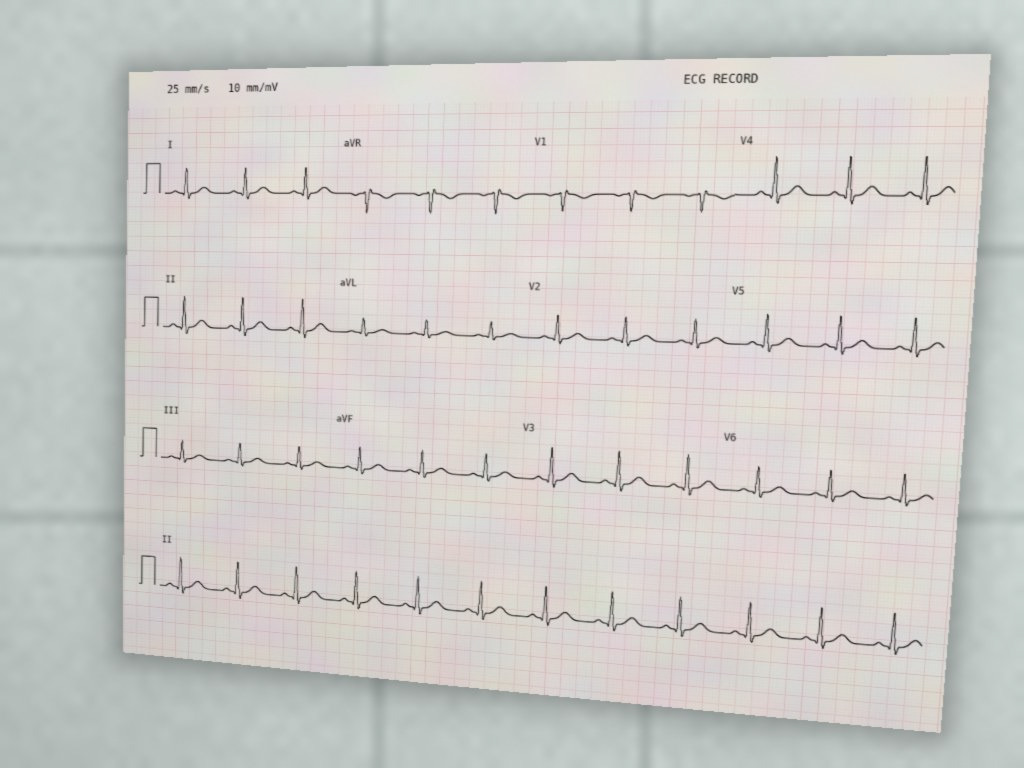 25 mm/s 10 mm/mV ECG RECORD
I aVR V1 V4
II aVL V2 V5
III aVF V3 V6
II